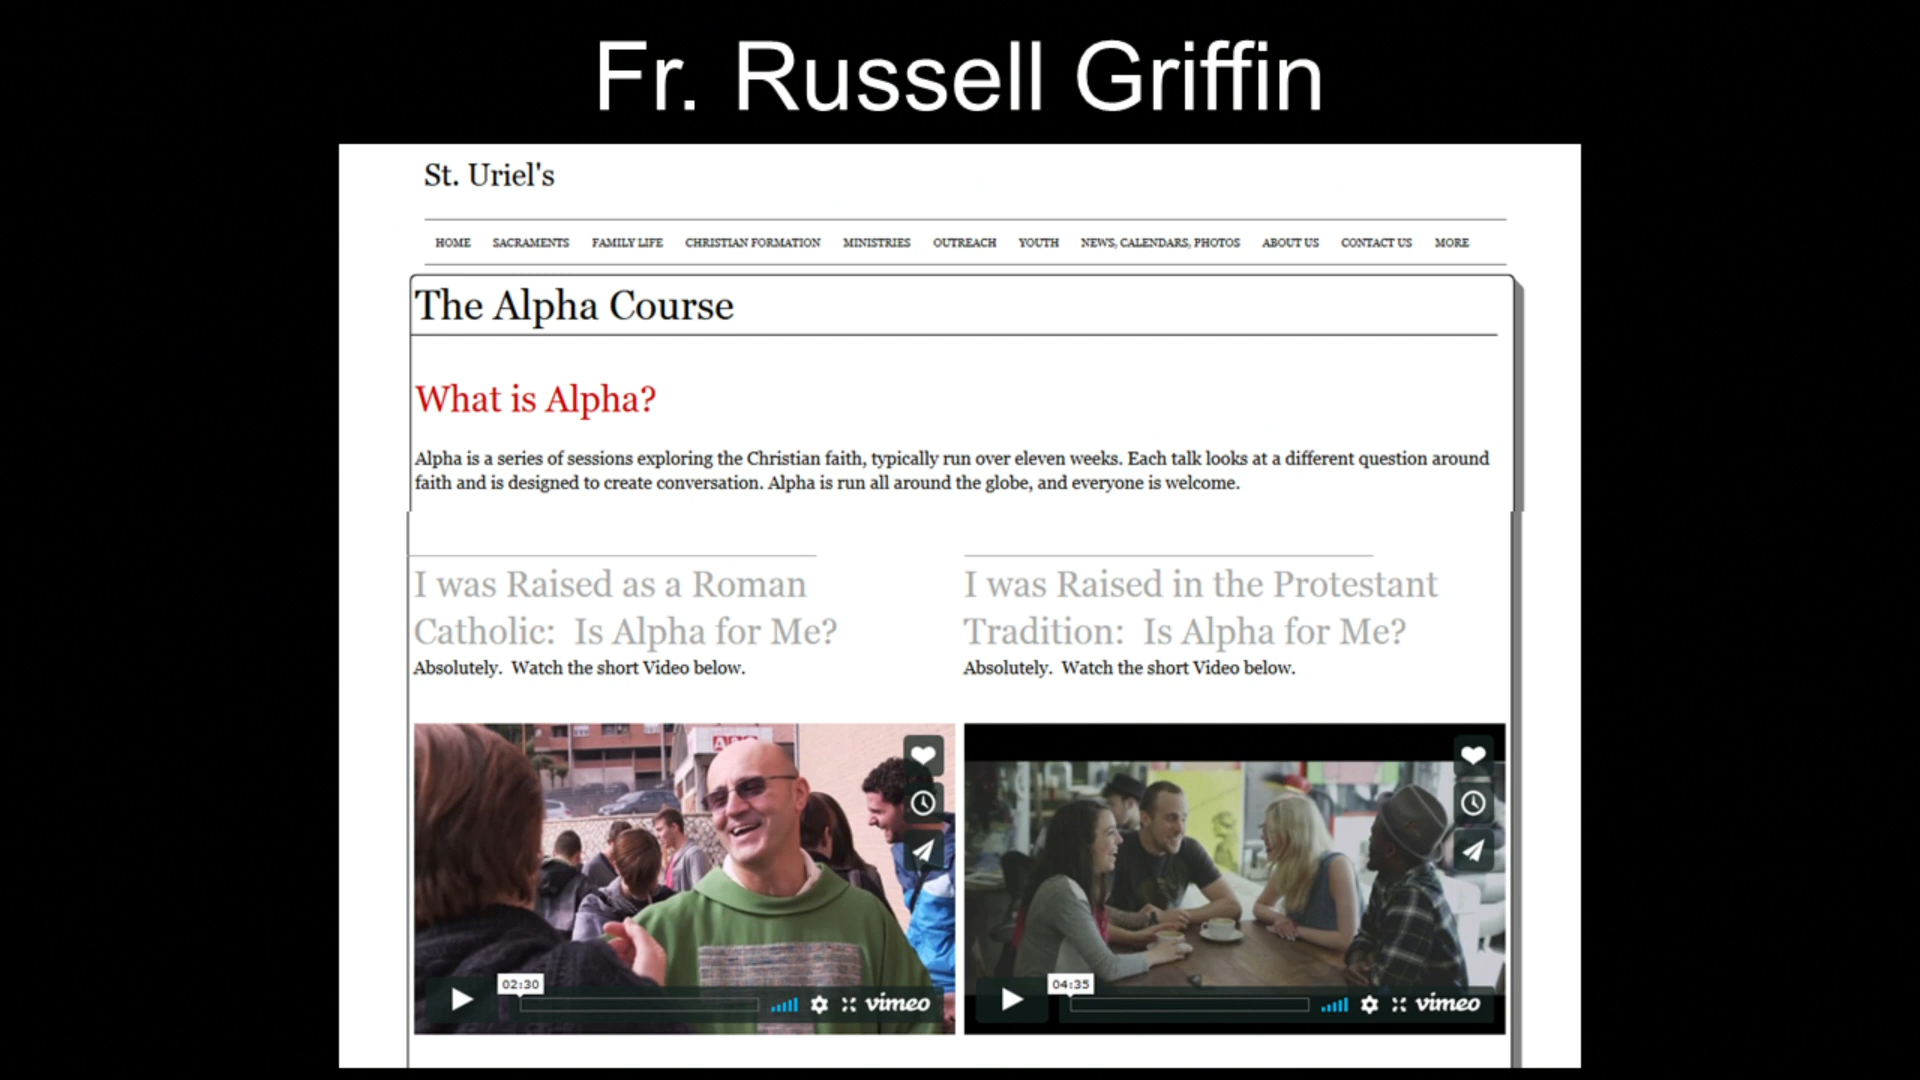 Fr. Russell Griffin
St. Uriel's
HOME SACRAMENTS FAMILY LIFE CHRISTIAN FORMATION MINISTRIES OUTREACH YOUTH NEWS, CALENDARS, PHOTOS ABOUT US CONTACT US MORE
The Alpha Course
What is Alpha?
Alpha is a series of sessions exploring the Christian faith, typically run over eleven weeks. Each talk looks at a different question around
faith and is designed to create conversation. Alpha is run all around the globe, and everyone is welcome.
I was Raised as a Roman
Catholic: Is Alpha for Me?
Absolutely. Watch the short Video below.
I was Raised in the Protestant
Tradition: Is Alpha for Me?
Absolutely. Watch the short Video below.
02:30
vimeo
04:35
vimeo